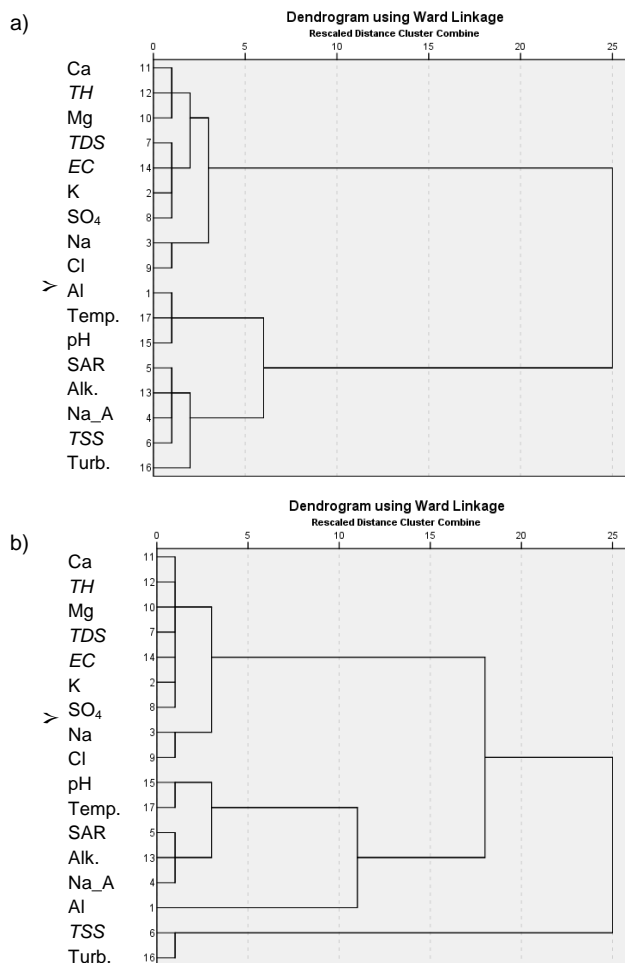 a)
Dendrogram using Ward Linkage
Rescaled Distance Cluster Combine
0 5 10 15 20 25
Ca 11
TH 12
Mg 10
TDS 7
EC 14
K 2
SO₄ 8
Na 3
Cl 9
Y
Al 1
Temp. 17
pH 15
SAR 5
Alk. 13
Na_A 4
TSS 6
Turb. 16
b)
Dendrogram using Ward Linkage
Rescaled Distance Cluster Combine
0 5 10 15 20 25
Ca 11
TH 12
Mg 10
TDS 7
EC 14
K 2
SO₄ 8
Y
Na 3
Cl 9
pH 15
Temp. 17
SAR 5
Alk. 13
Na_A 4
Al 1
TSS 6
Turb. 16